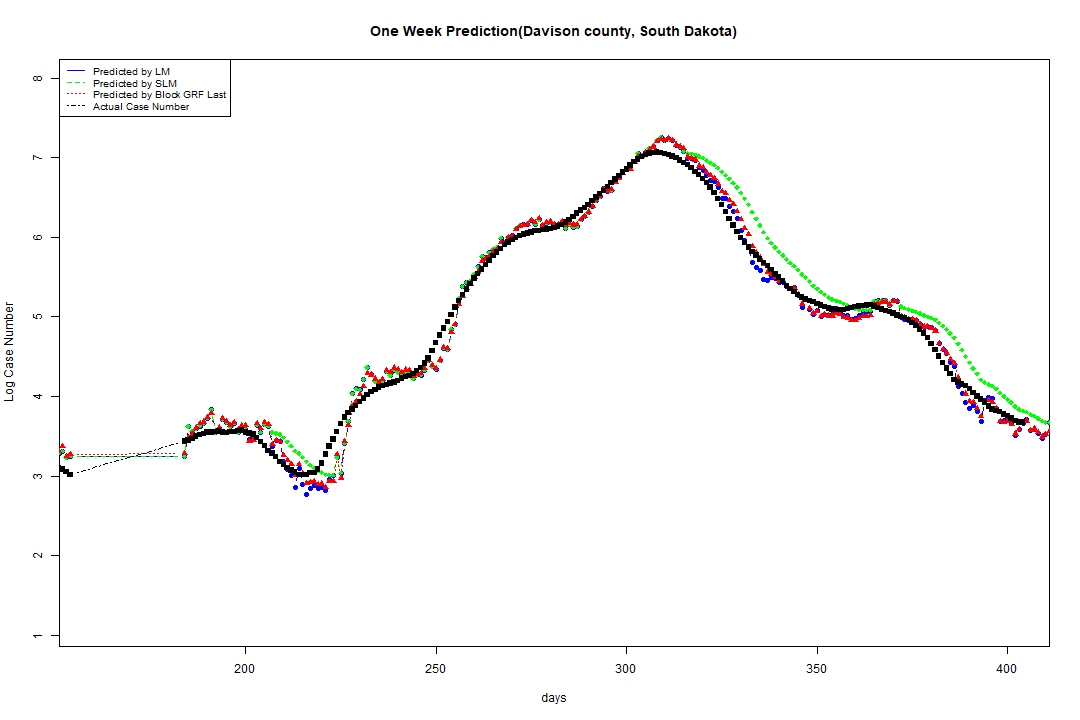 One Week Prediction(Davison county, South Dakota)
Predicted by LM
Predicted by SLM
Predicted by Block GRF Last
Actual Case Number
8
7
6
5
4
3
2
1
Log Case Number
200 250 300 350 400
days